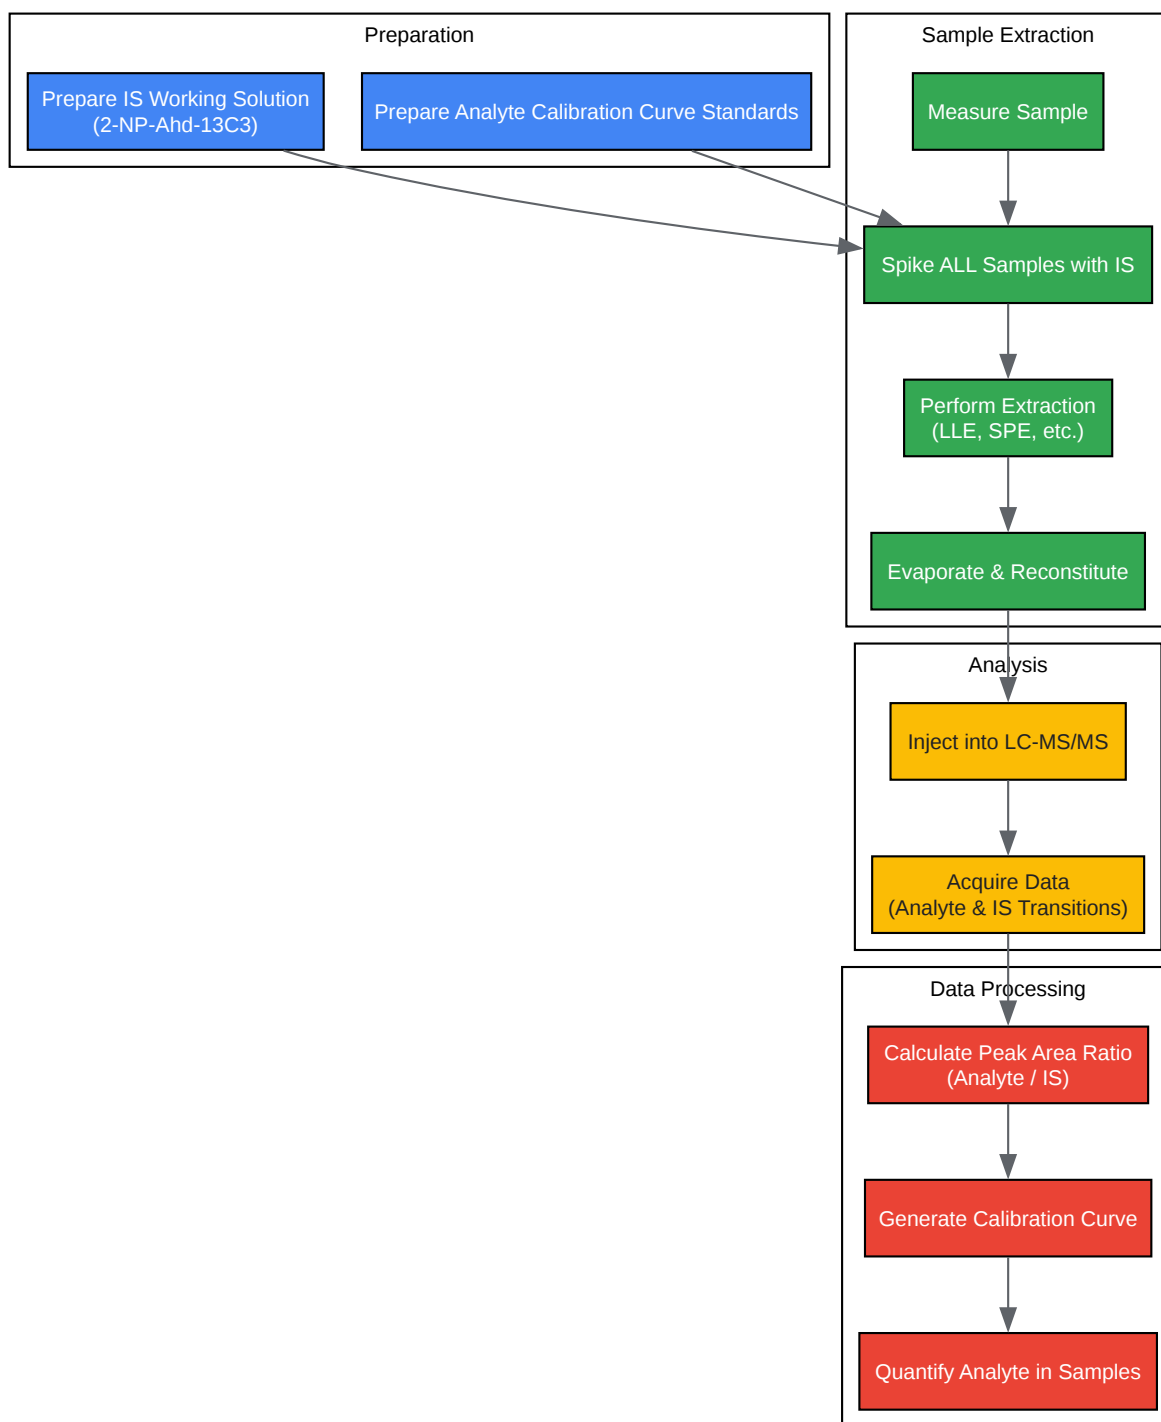 Preparation
Prepare IS Working Solution
(2-NP-Ahd-13C3)
Prepare Analyte Calibration Curve Standards
Sample Extraction
Measure Sample
Spike ALL Samples with IS
Perform Extraction
(LLE, SPE, etc.)
Evaporate & Reconstitute
Analysis
Inject into LC-MS/MS
Acquire Data
(Analyte & IS Transitions)
Data Processing
Calculate Peak Area Ratio
(Analyte / IS)
Generate Calibration Curve
Quantify Analyte in Samples